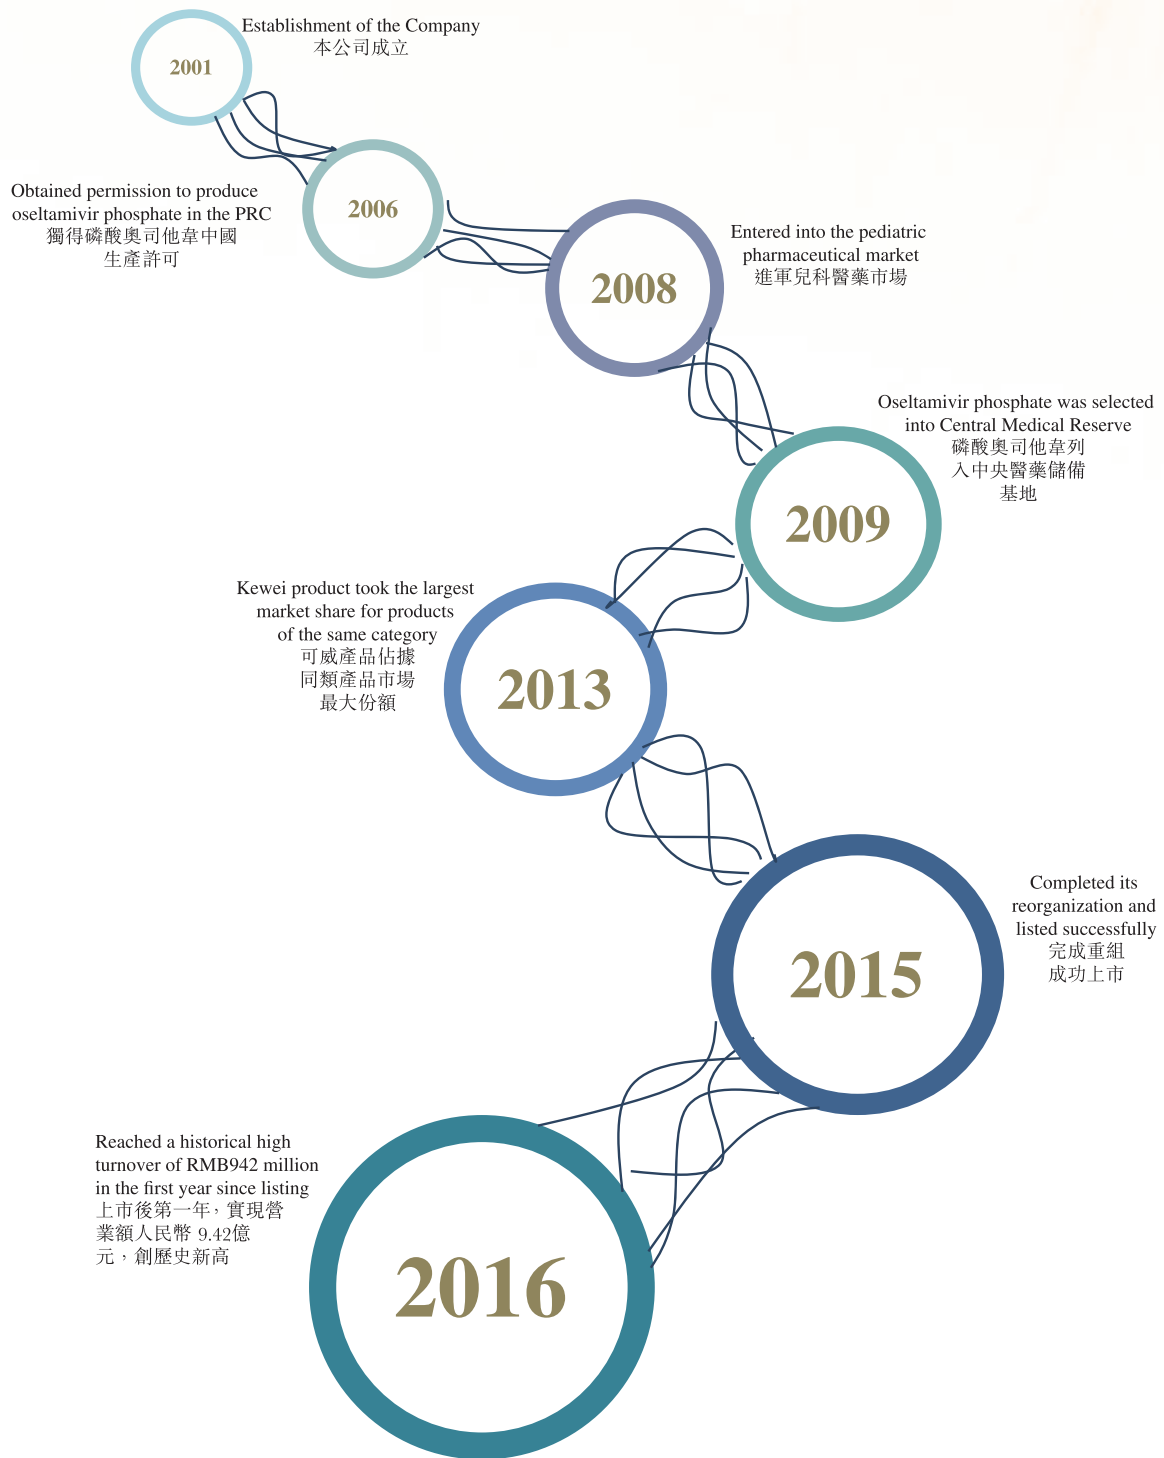 2001
Establishment of the Company
本公司成立
2006
Obtained permission to produce
oseltamivir phosphate in the PRC
獨得磷酸奧司他韋中國
生產許可
2008
Entered into the pediatric
pharmaceutical market
進軍兒科醫藥市場
2009
Oseltamivir phosphate was selected
into Central Medical Reserve
磷酸奧司他韋列
入中央醫藥儲備
基地
2013
Kewei product took the largest
market share for products
of the same category
可威產品佔據
同類產品市場
最大份額
2015
Completed its
reorganization and
listed successfully
完成重組
成功上市
2016
Reached a historical high
turnover of RMB942 million
in the first year since listing
上市後第一年，實現營
業額人民幣 9.42億
元，創歷史新高